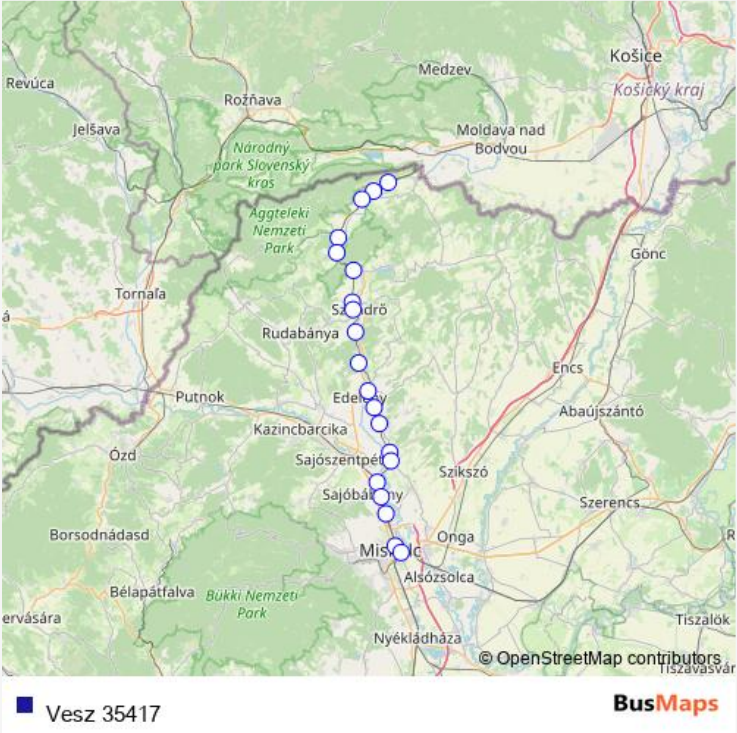 Košice
Medzev
Revúca
Košický kraj
Rožňava
Jelšava
Moldava nad
Bodvou
Národný
park Slovenský
kras
Aggteleki
Nemzeti
Park
Gönc
Tornaľa
á
Rudabánya
Encs
Putnok
Abaújszántó
Kazincbarcika
Ózd
Szikszó
Szerencs
Borsodnádasd
Onga
R
Alsózsolca
Bélapátfalva
Bükki Nemzeti
Park
ervására
Tiszalök
Nyékládháza
© OpenStreetMap contributors
Tiszavasvár
Vesz 35417
BusMaps